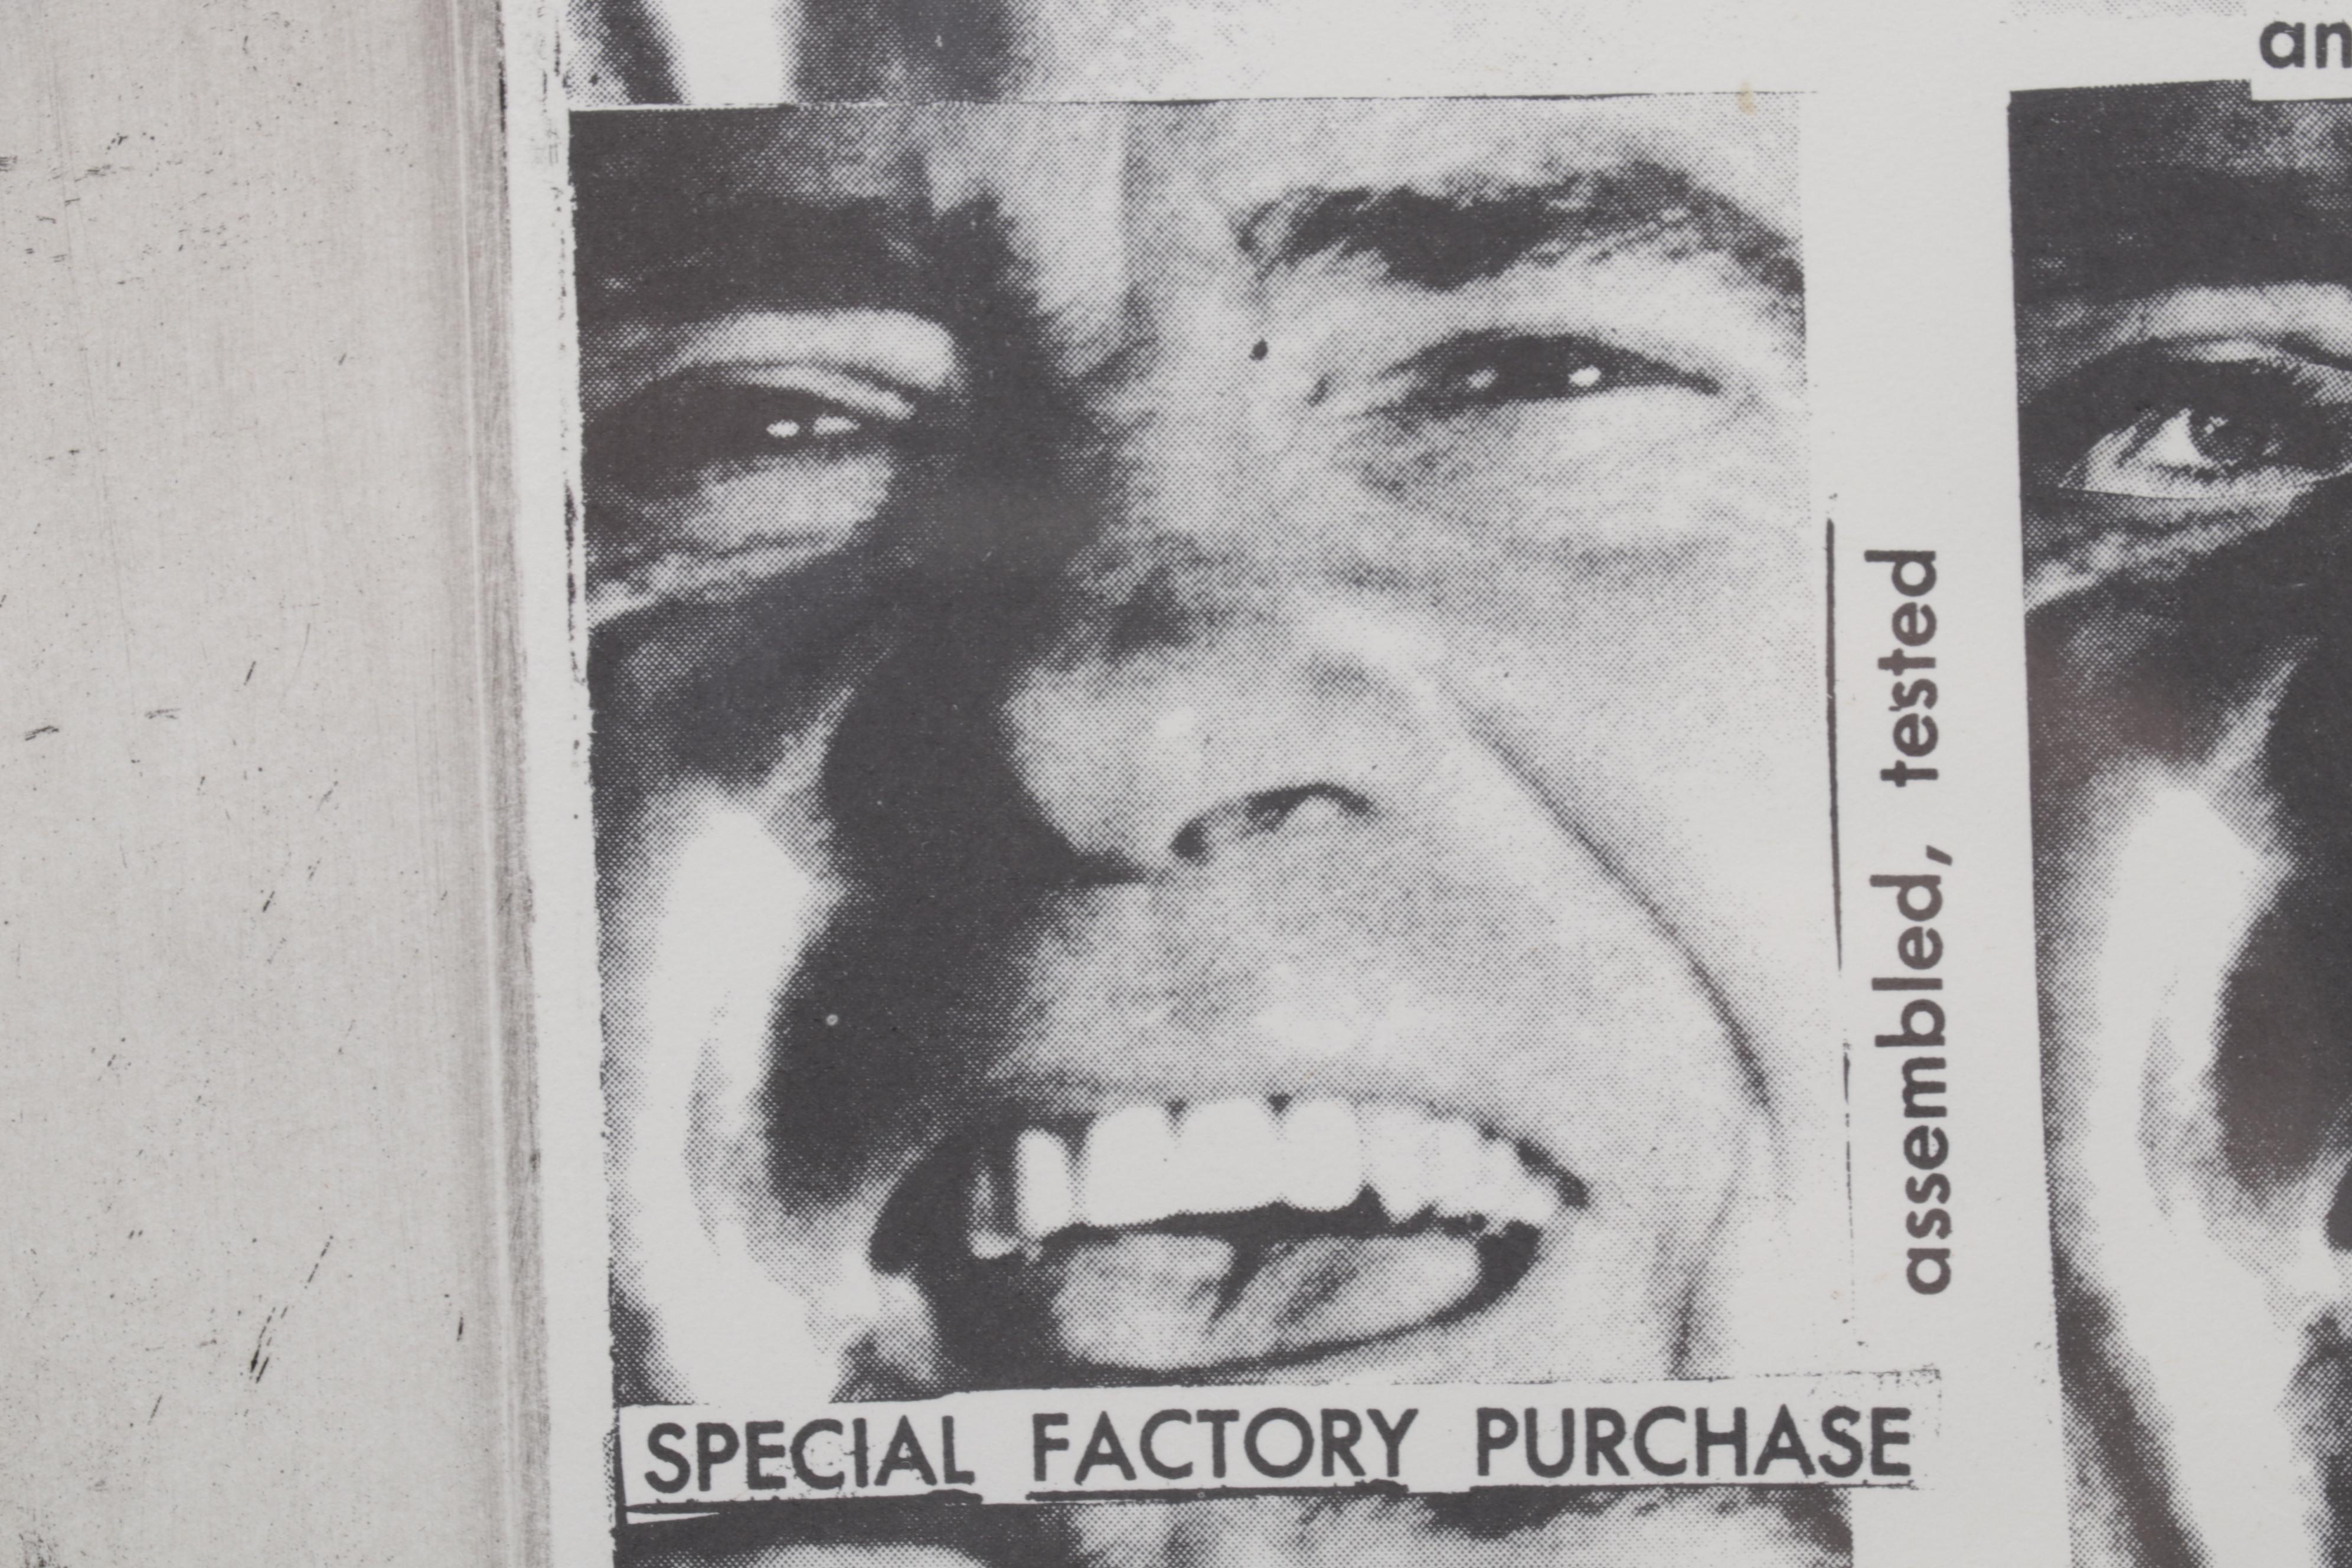 an
assembled, tested
SPECIAL FACTORY PURCHASE